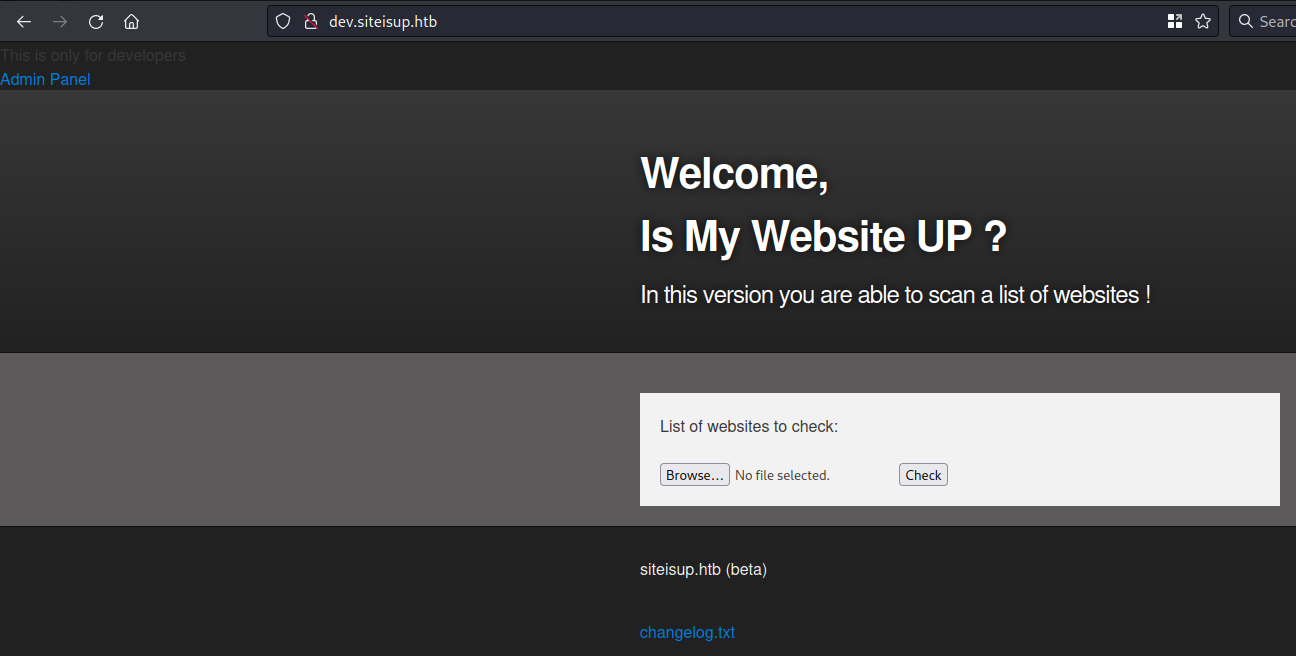 dev.siteisup.htb
Searc
This is only for developers
Admin Panel
Welcome,
Is My Website UP ?
In this version you are able to scan a list of websites !
List of websites to check:
Browse... No file selected. Check
siteisup.htb (beta)
changelog.txt